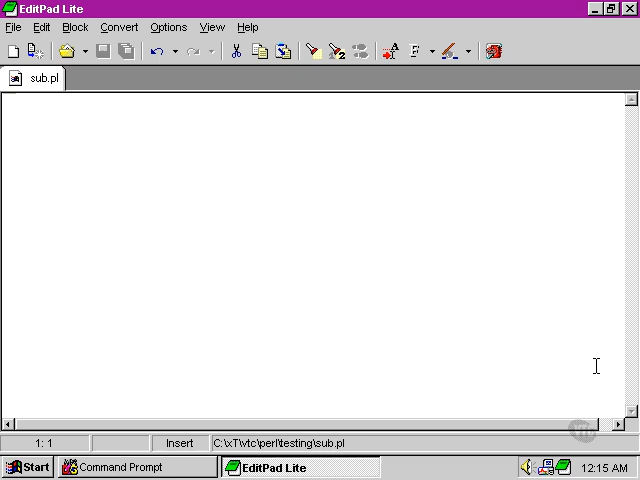 EditPad Lite
File Edit Block Convert Options View Help
sub.pl
1: 1 Insert C:\xT\vtc\perl\testing\sub.pl
Start Command Prompt EditPad Lite 12:15 AM